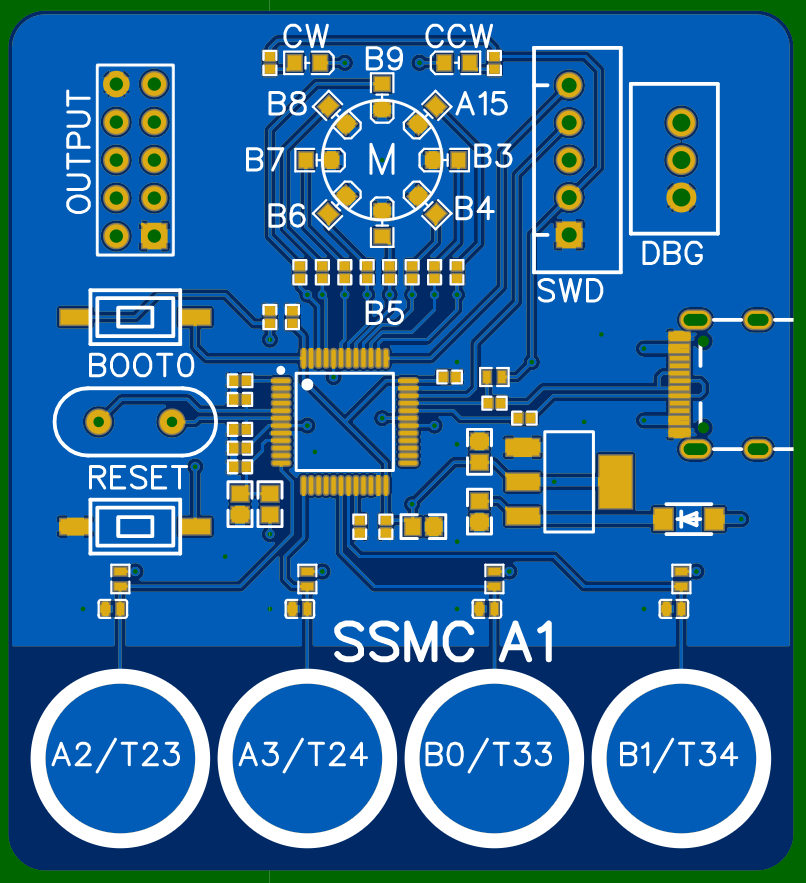 CW
CCW
B9
B8
A15
OUTPUT
B7
M
B3
B6
B4
DBG
SWD
B5
BOOT0
RESET
SSMC A1
A2/T23
A3/T24
B0/T33
B1/T34